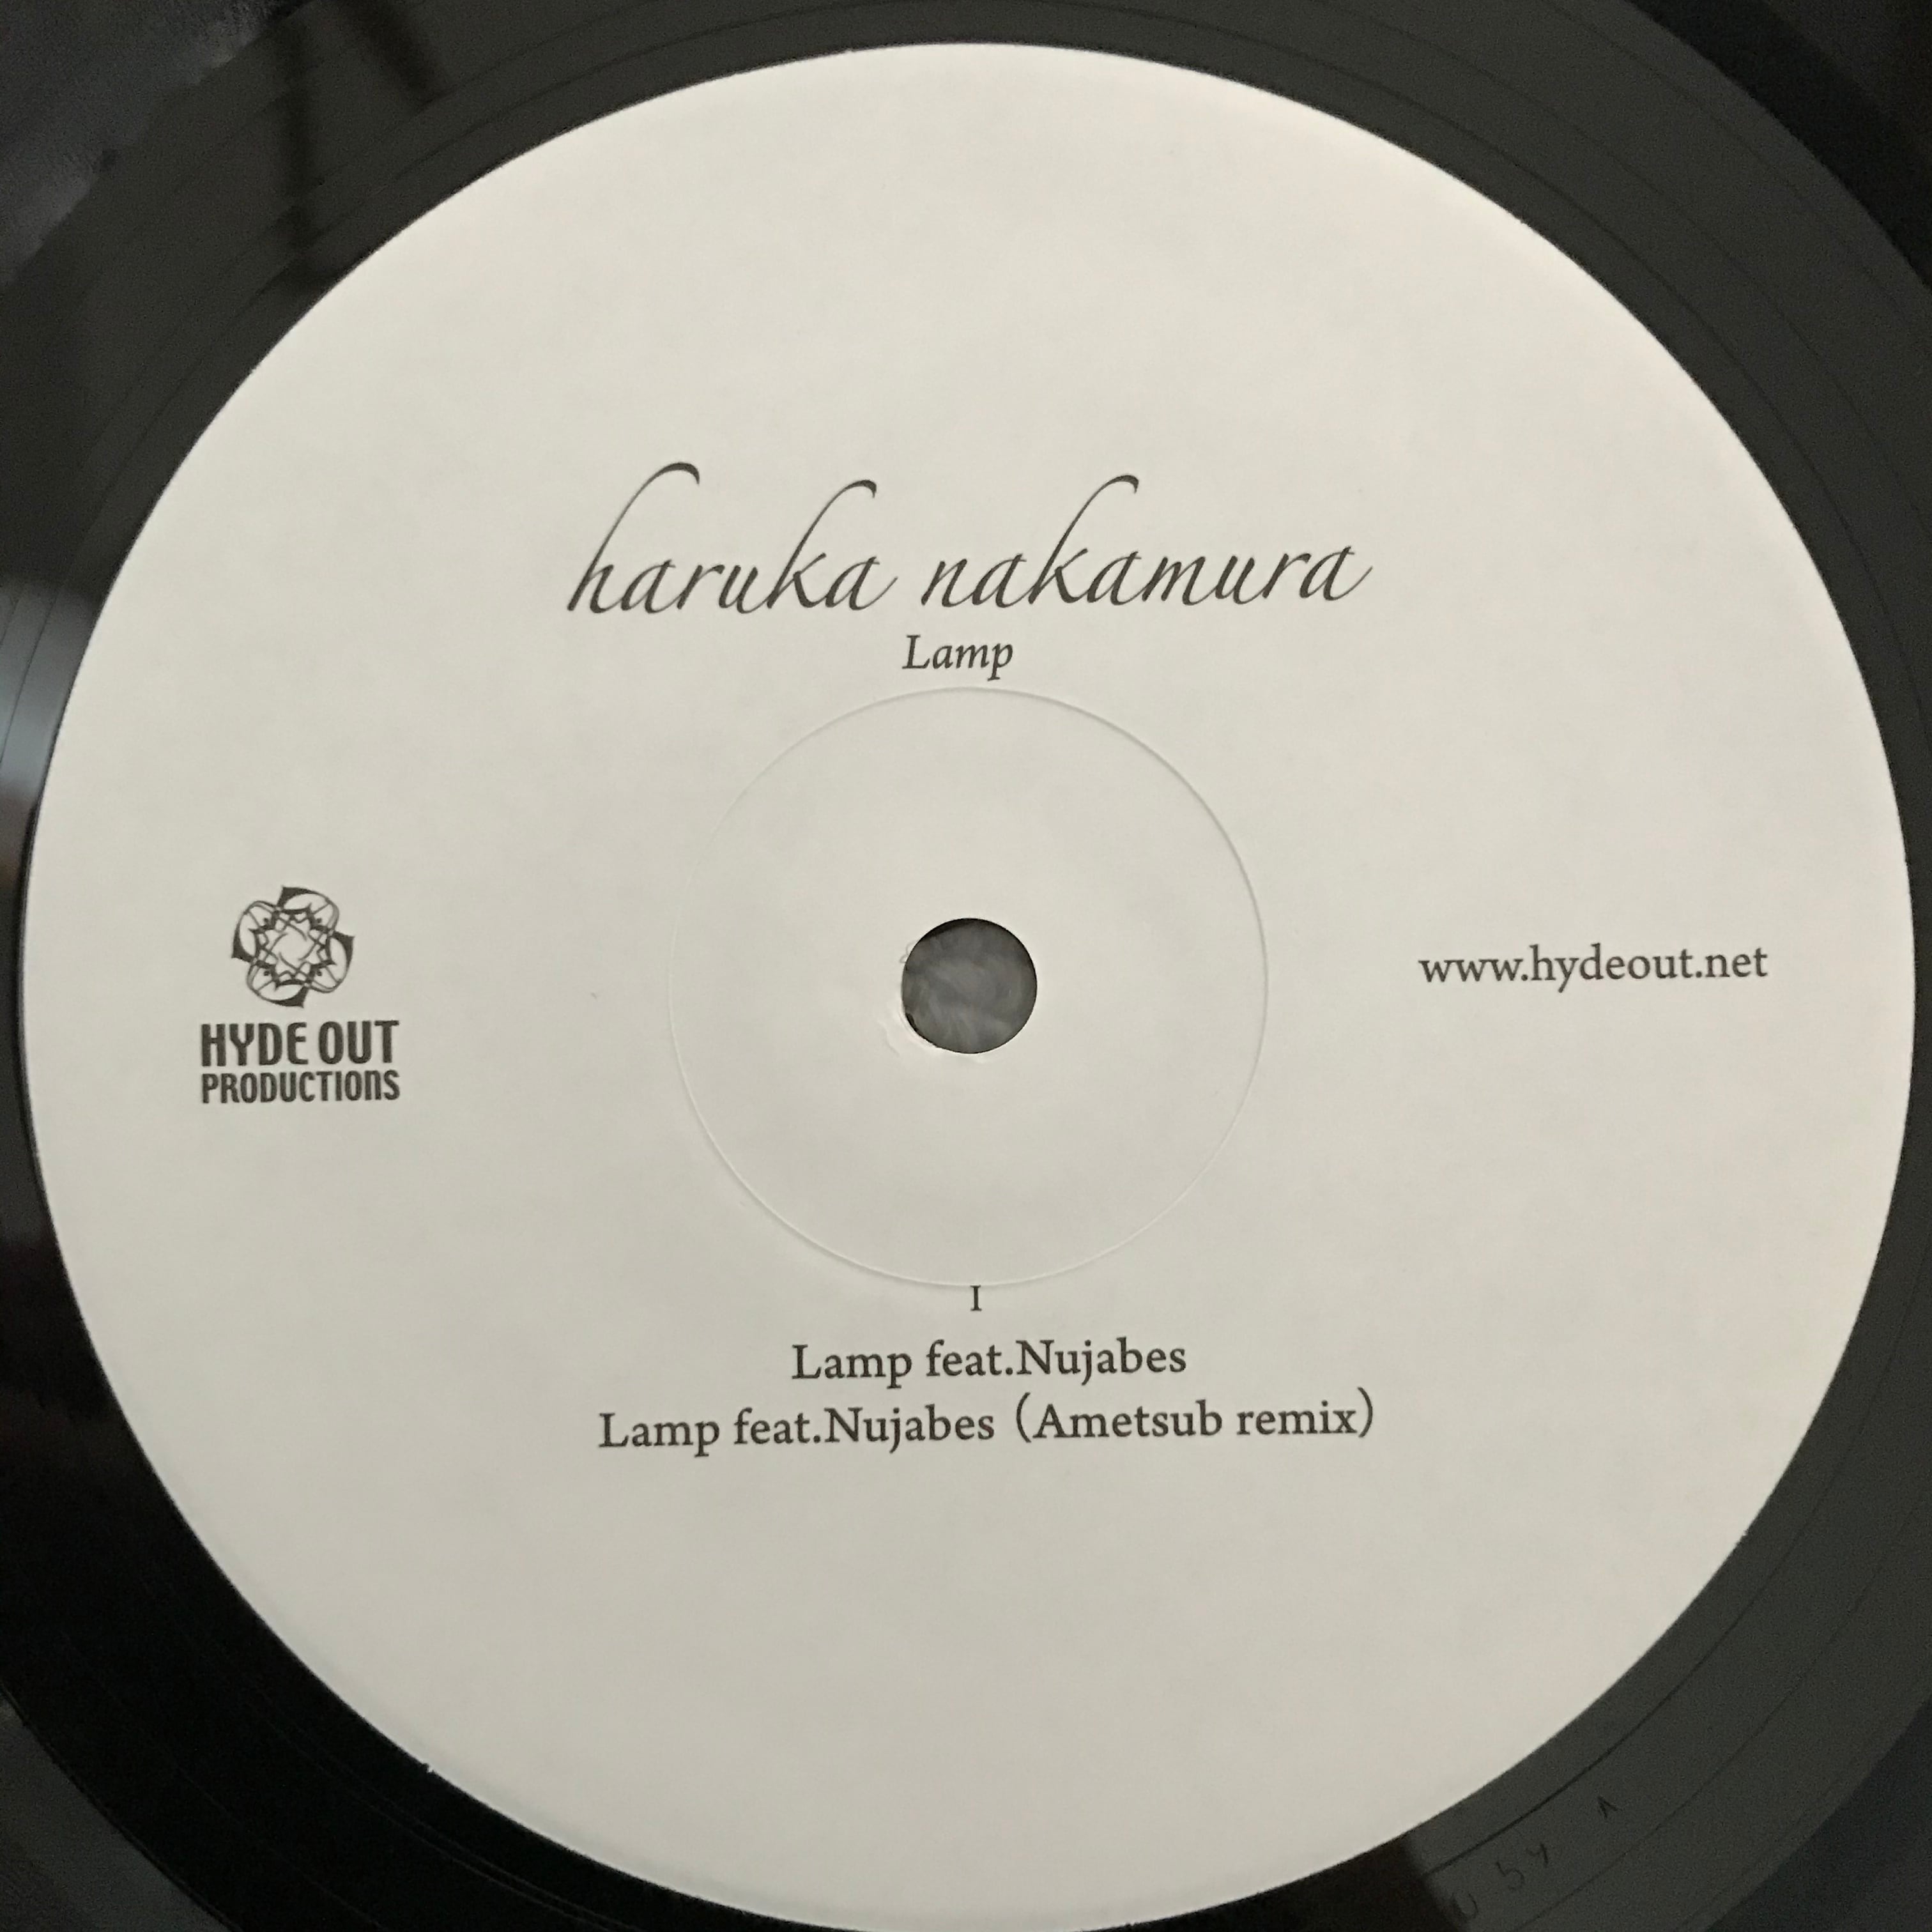 haruka nakamura
Lamp
HYDE OUT
PRODUCTIONS
www.hydeout.net
I
Lamp feat.Nujabes
Lamp feat.Nujabes (Ametsub remix)